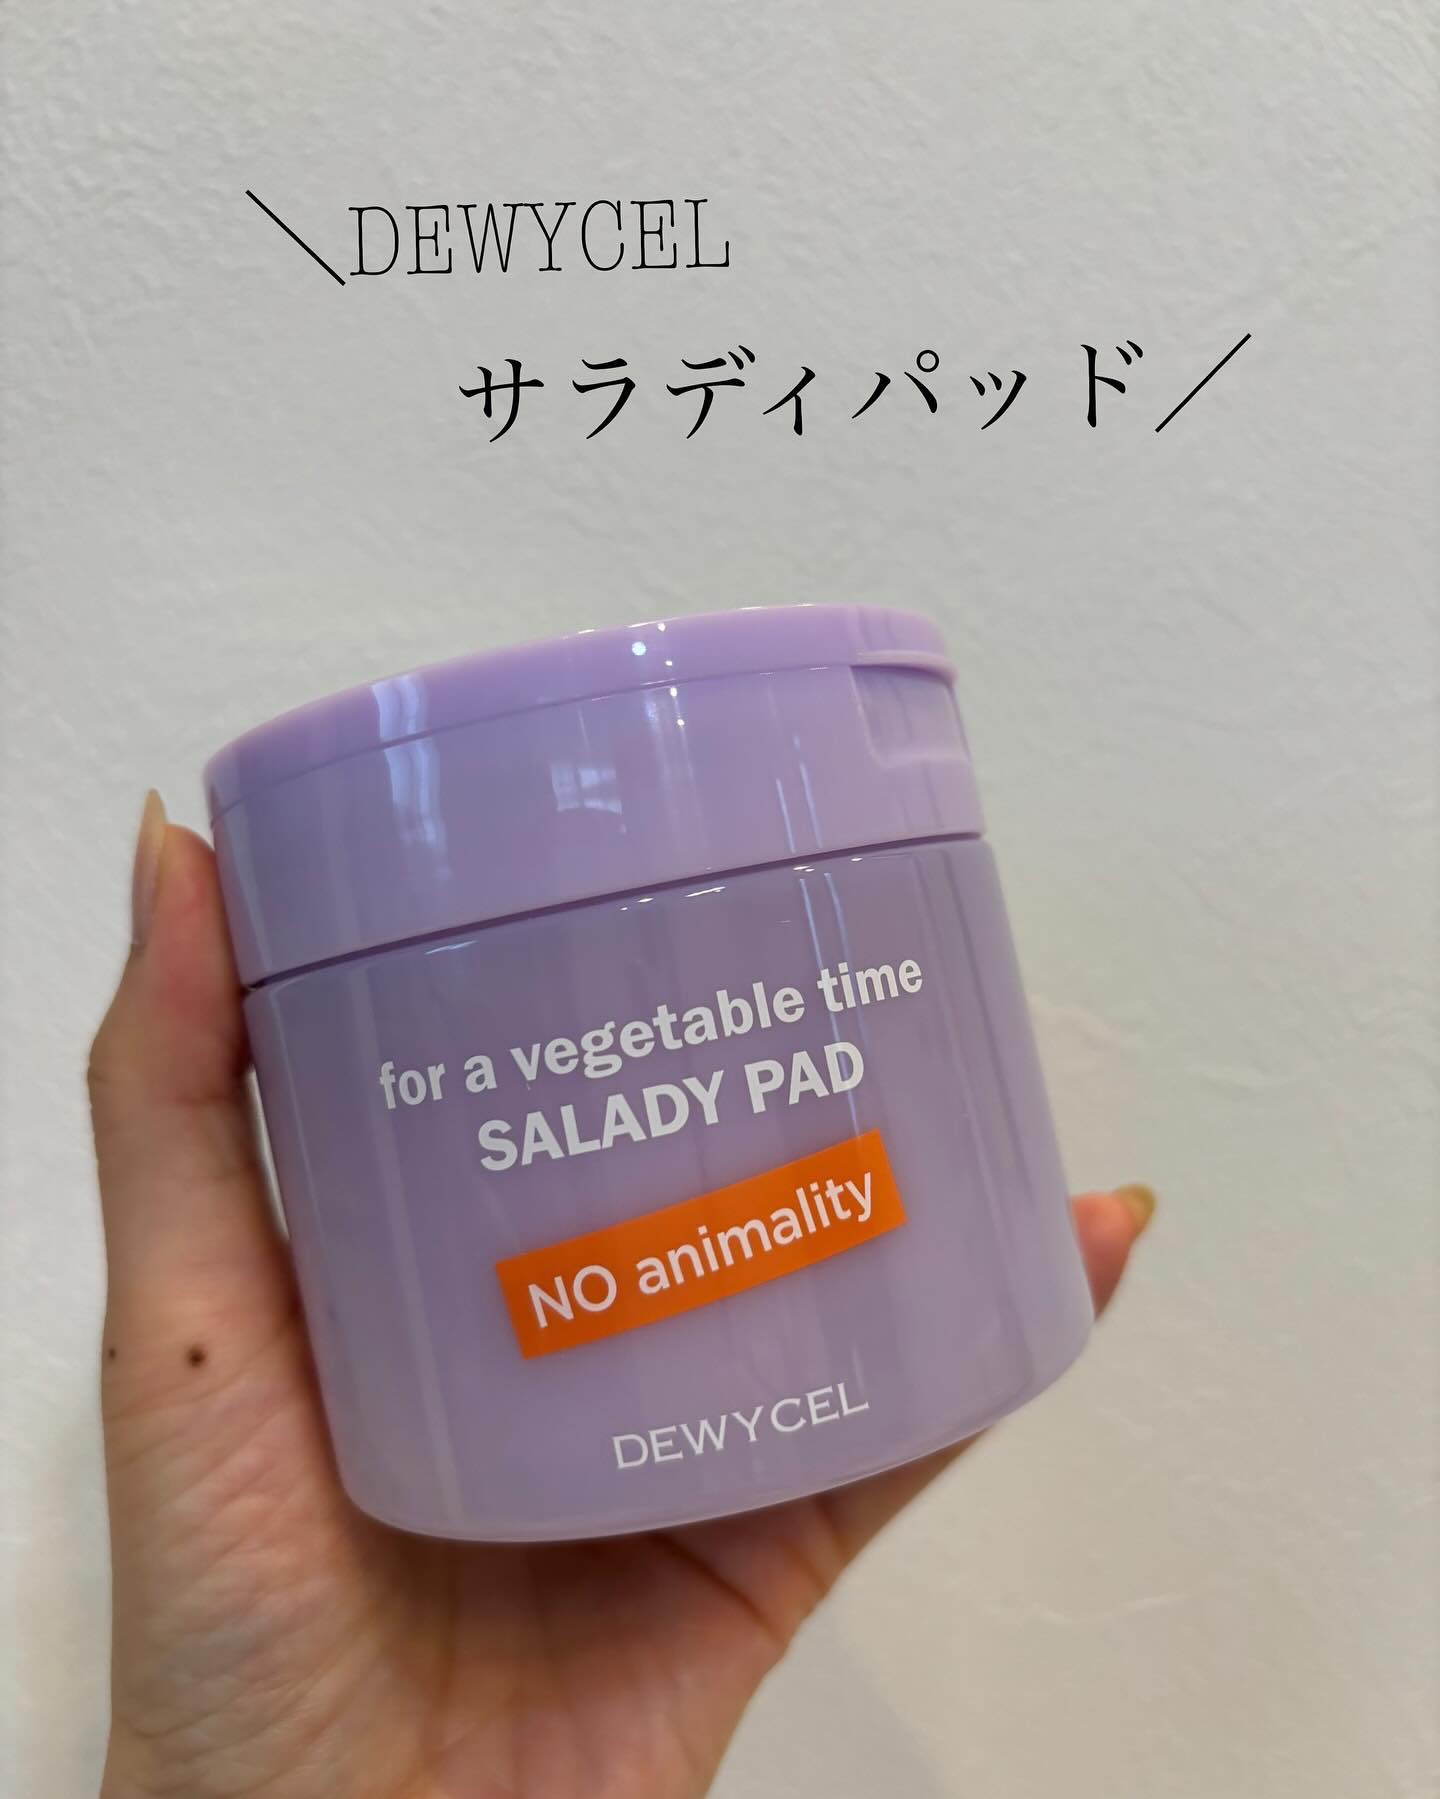 \DEWYCEL
サラディパッド/
for a vegetable time
SALADY PAD
NO animality
DEWYCEL